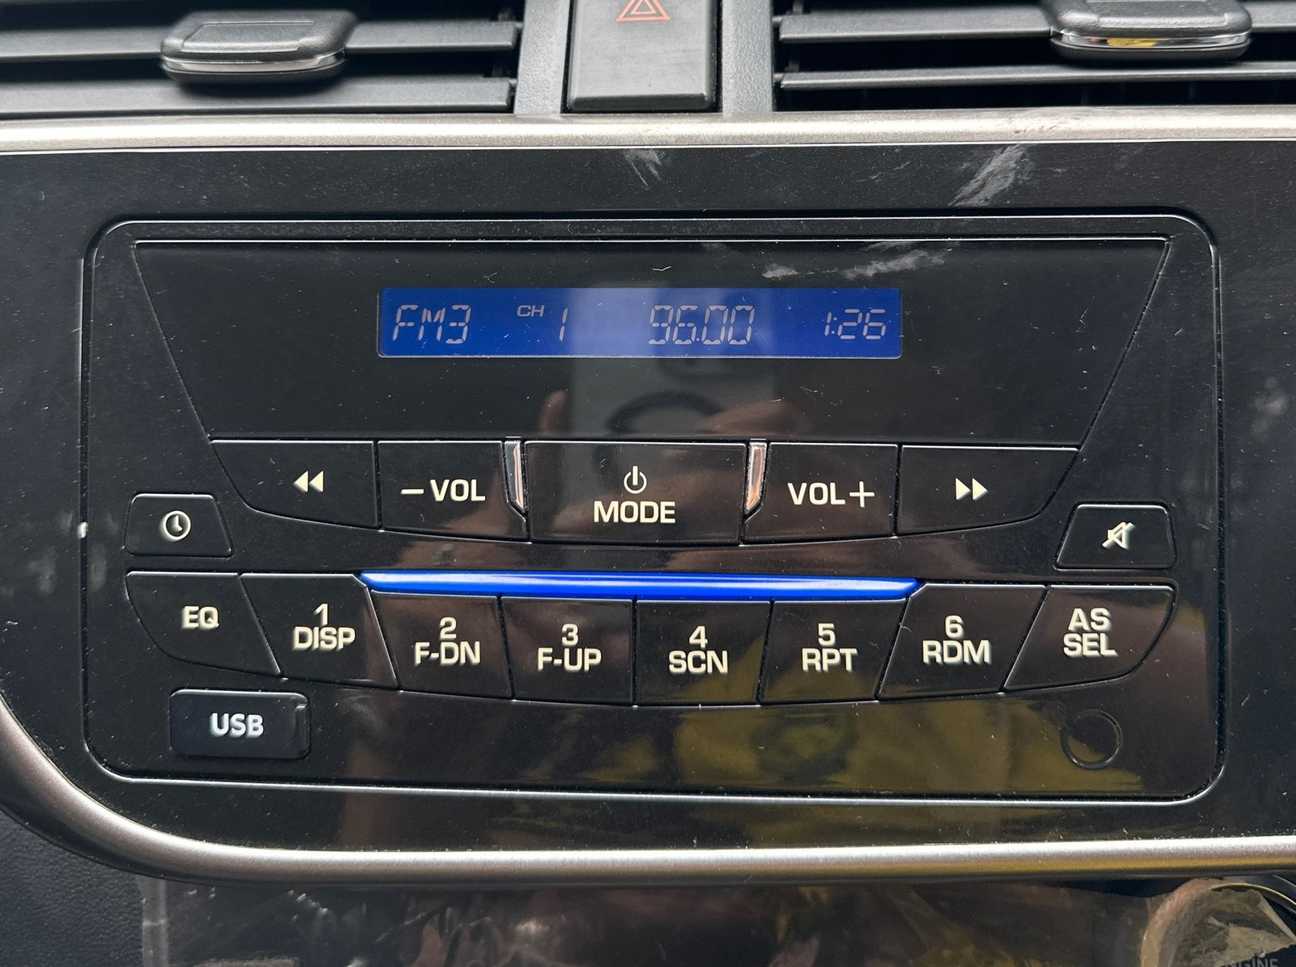 FM3 CH 1 96.00 1:26
– VOL
MODE
VOL +
EQ
1
DISP
2
F-DN
3
F-UP
4
SCN
5
RPT
6
RDM
AS
SEL
USB
ENGINE